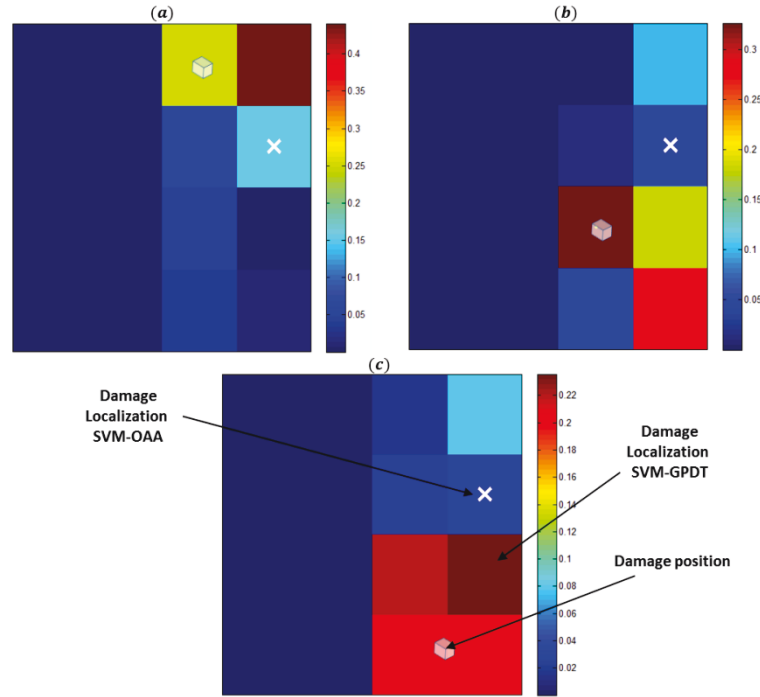 (a)
0.4
0.35
0.3
0.25
0.2
0.15
0.1
0.05
(b)
0.3
0.25
0.2
0.15
0.1
0.05
(c)
Damage
Localization
SVM-OAA
0.22
0.2
0.18
0.16
0.14
0.12
0.1
0.08
0.06
0.04
0.02
Damage
Localization
SVM-GPDT
Damage position